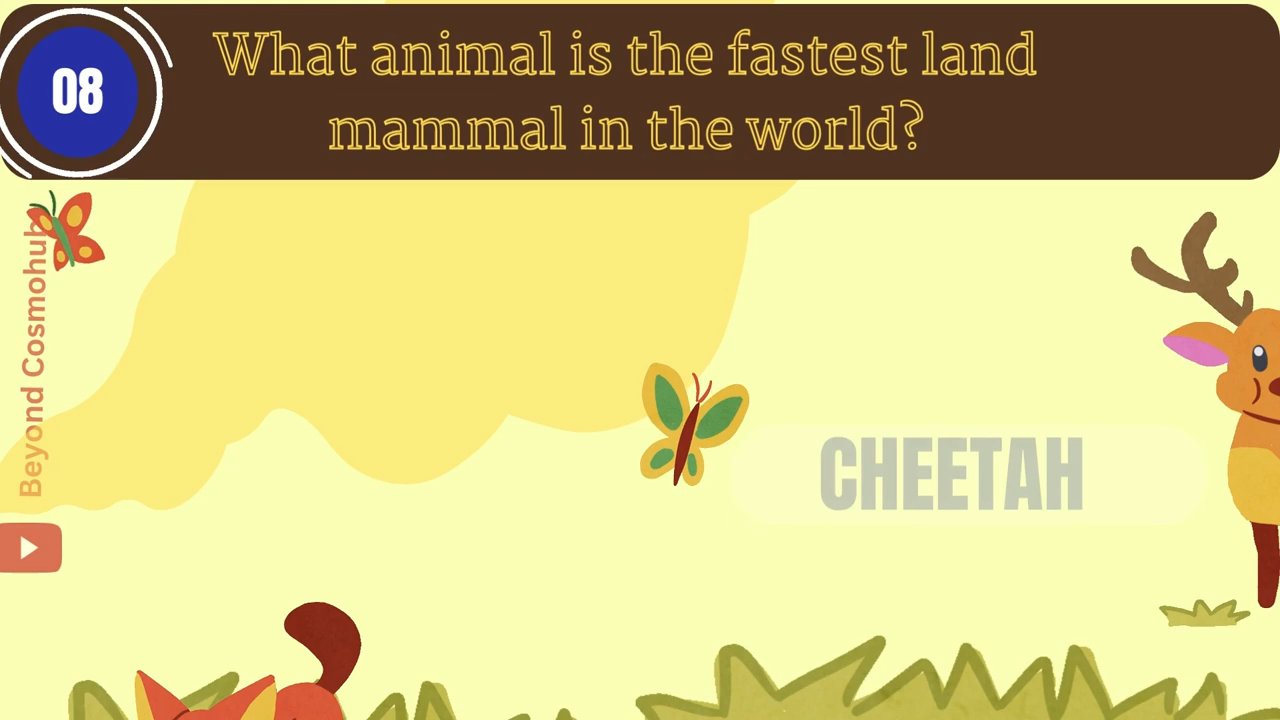 08
What animal is the fastest land
mammal in the world?
Beyond Cosmohub
CHEETAH